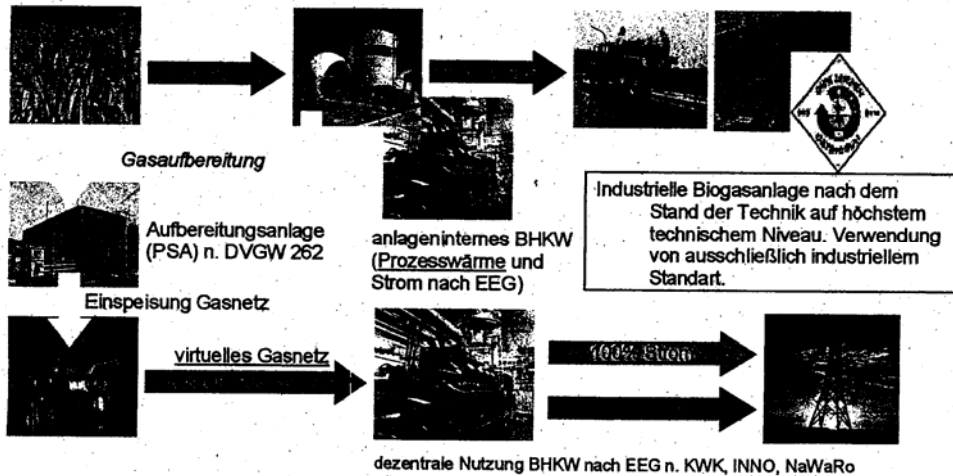 Gasaufbereitung
Aufbereitungsanlage
(PSA) n. DVGW 262
anlageninternes BHKW
(Prozesswärme und
Strom nach EEG)
Industrielle Biogasanlage nach dem
Stand der Technik auf höchstem
technischem Niveau. Verwendung
von ausschließlich industriellem
Standart.
Einspeisung Gasnetz
virtuelles Gasnetz
100% Strom
dezentrale Nutzung BHKW nach EEG n. KWK, INNO, NaWaRo